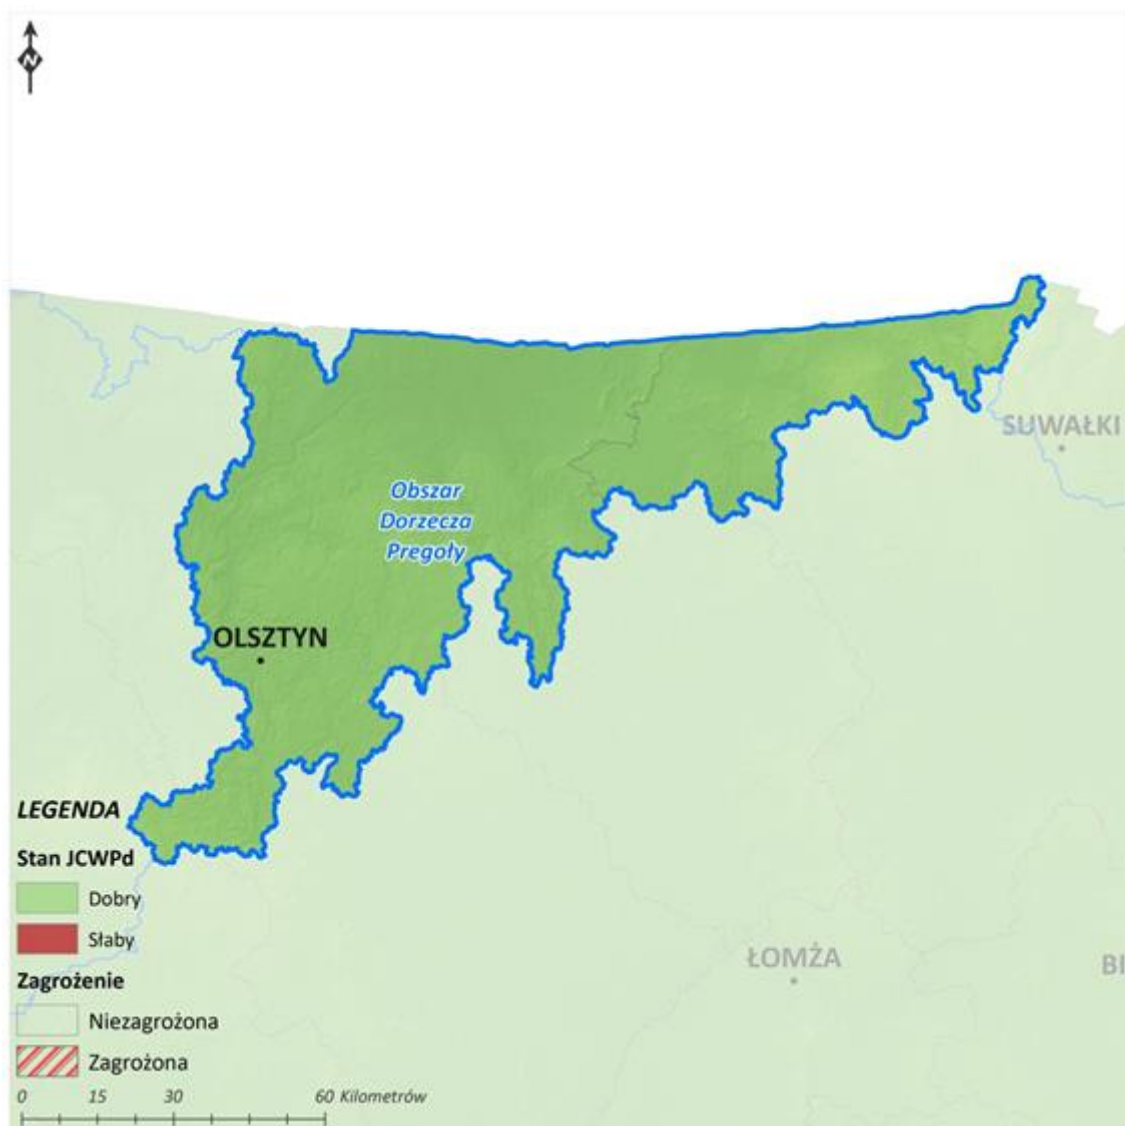 N
SUWAŁKI
Obszar
Dorzecza
Pregoły
OLSZTYN
LEGENDA
Stan JCWPd
Dobry
Słaby
ŁOMŻA
BI
Zagrożenie
Niezagrożona
Zagrożona
0 15 30 60 Kilometrów